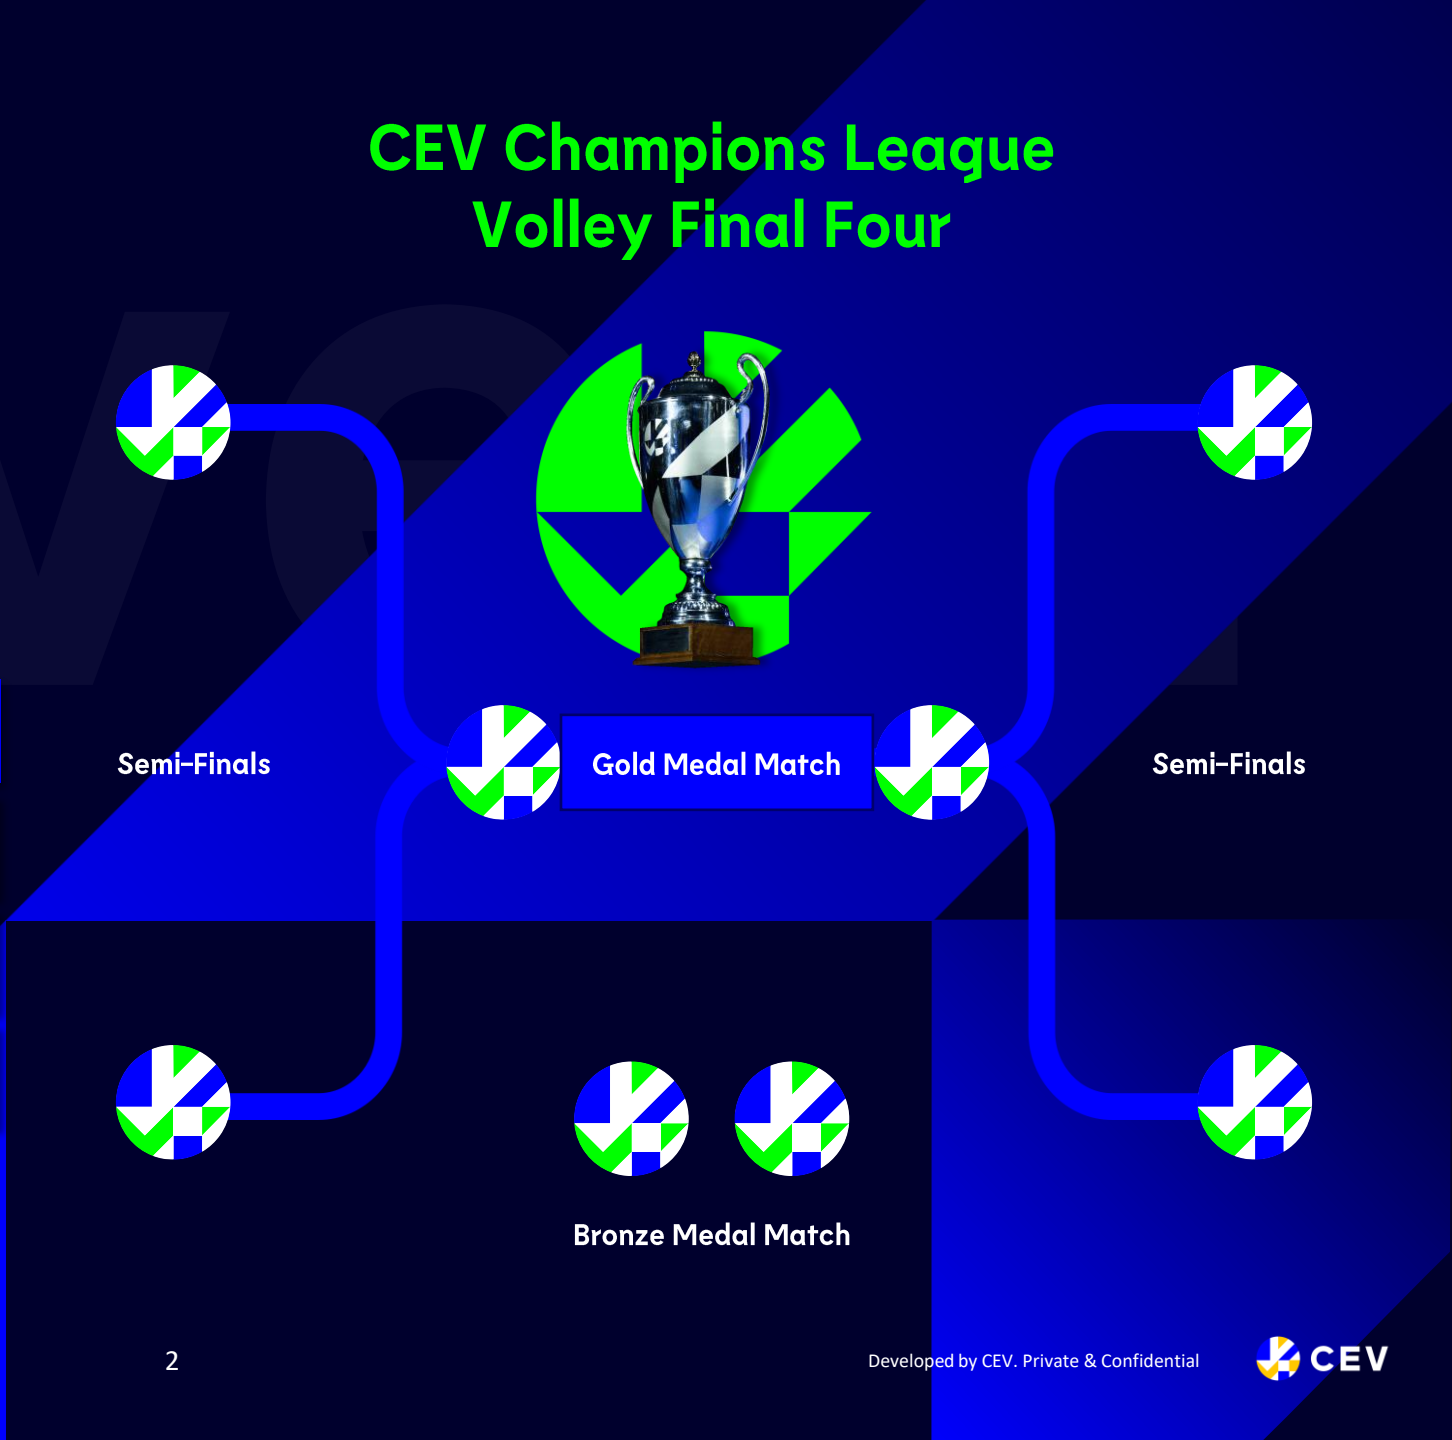 CEV Champions League
Volley Final Four
Semi-Finals
Gold Medal Match
Semi-Finals
Bronze Medal Match
2
Developed by CEV. Private & Confidential
CEV